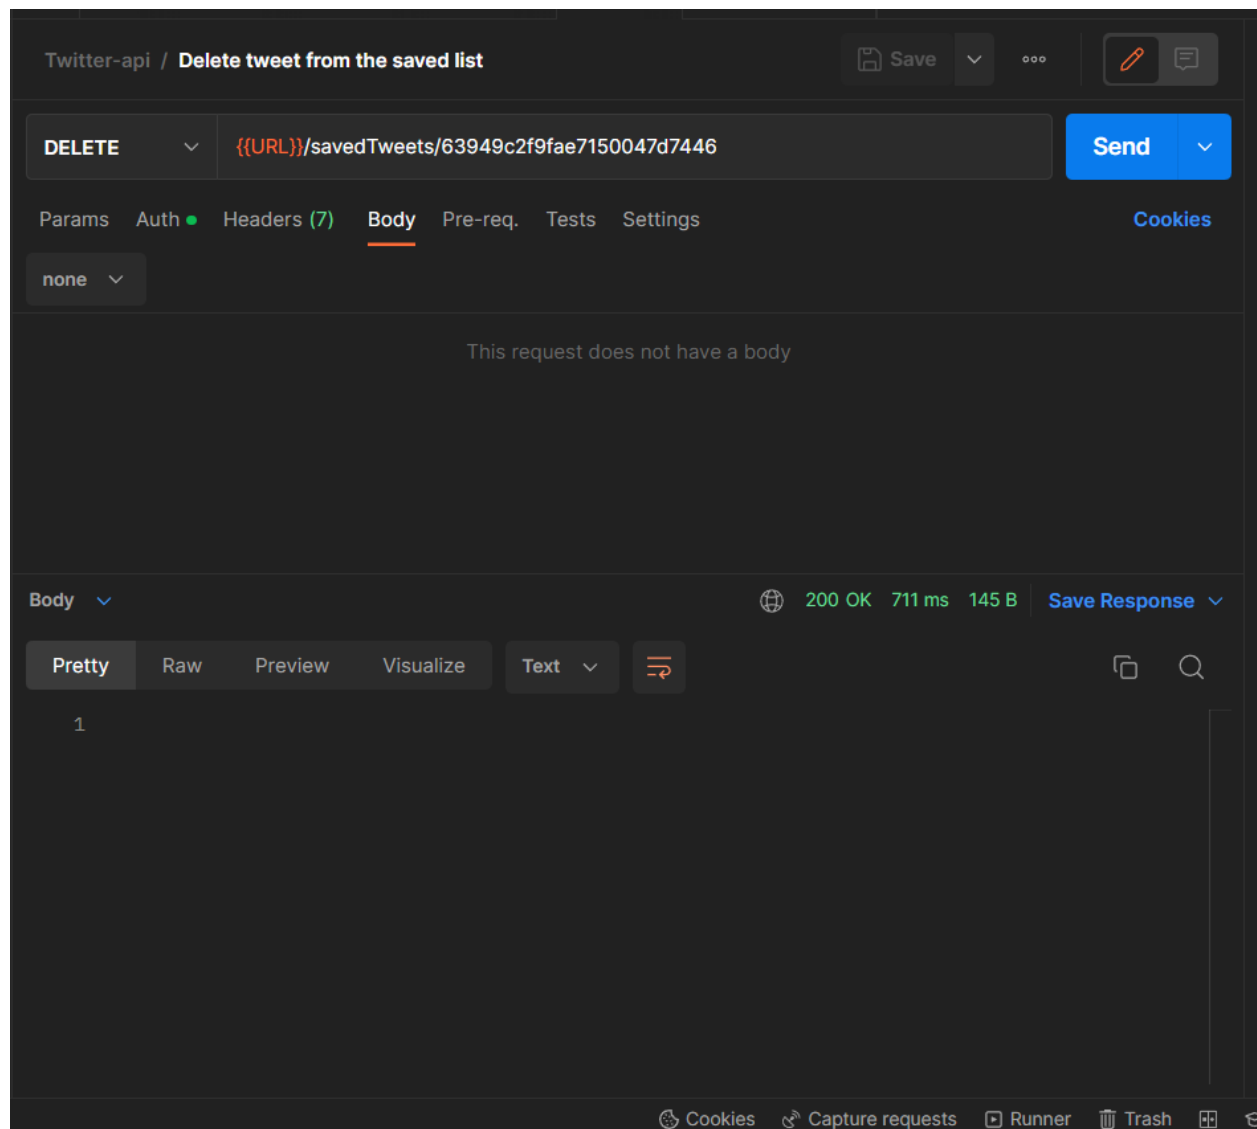 Twitter-api / Delete tweet from the saved list
Save
DELETE
{{URL}}/savedTweets/63949c2f9fae7150047d7446
Send
Params Auth Headers (7) Body Pre-req. Tests Settings Cookies
none
This request does not have a body
Body 200 OK 711 ms 145 B Save Response
Pretty Raw Preview Visualize Text
1
Cookies Capture requests Runner Trash